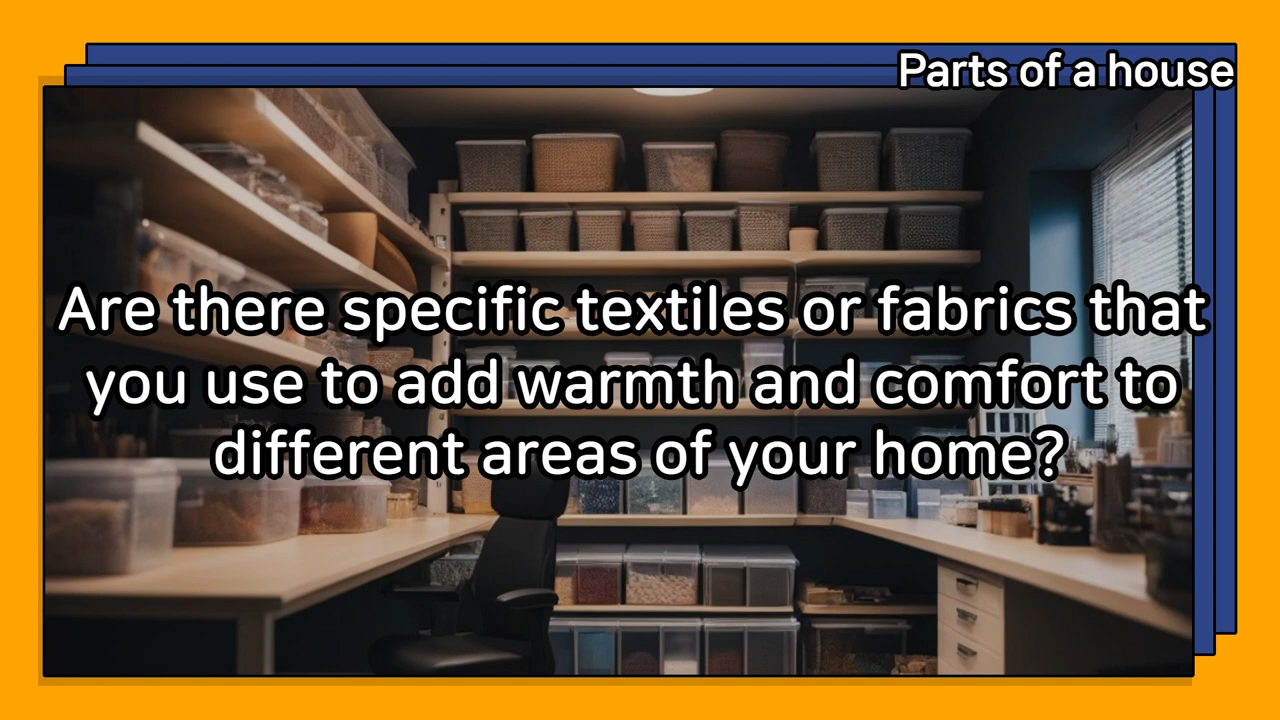 Parts of a house
Are there specific textiles or fabrics that
you use to add warmth and comfort to
different areas of your home?